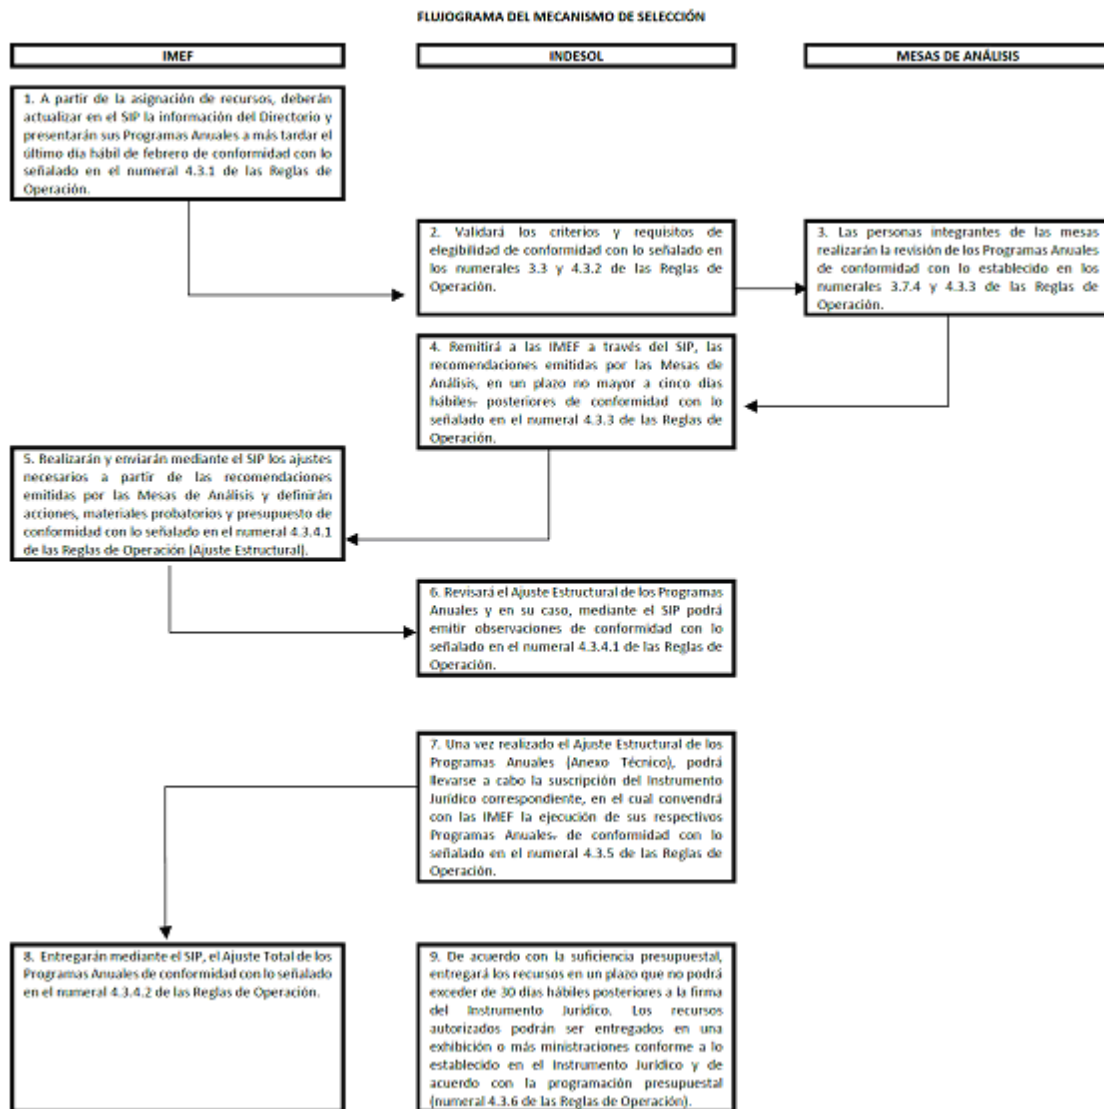 FLUJOGRAMA DEL MECANISMO DE SELECCIÓN
IMEF
INDESOL
MESAS DE ANÁLISIS
1. A partir de la asignación de recursos, deberán
actualizar en el SIP la información del Directorio y
presentarán sus Programas Anuales a más tardar el
último día hábil de febrero de conformidad con lo
señalado en el numeral 4.3.1 de las Reglas de
Operación.
2. Validará los criterios y requisitos de
elegibilidad de conformidad con lo señalado en
los numerales 3.3 y 4.3.2 de las Reglas de
Operación.
3. Las personas integrantes de las mesas
realizarán la revisión de los Programas Anuales
de conformidad con lo establecido en los
numerales 3.7.4 y 4.3.3 de las Reglas de
Operación.
4. Remitirá a las IMEF a través del SIP, las
recomendaciones emitidas por las Mesas de
Análisis, en un plazo no mayor a cinco días
hábiles, posteriores de conformidad con lo
señalado en el numeral 4.3.3 de las Reglas de
Operación.
5. Realizarán y enviarán mediante el SIP los ajustes
necesarios a partir de las recomendaciones
emitidas por las Mesas de Análisis y definirán
acciones, materiales probatorios y presupuesto de
conformidad con lo señalado en el numeral 4.3.4.1
de las Reglas de Operación (Ajuste Estructural).
6. Revisará el Ajuste Estructural de los Programas
Anuales y en su caso, mediante el SIP podrá
emitir observaciones de conformidad con lo
señalado en el numeral 4.3.4.1 de las Reglas de
Operación.
7. Una vez realizado el Ajuste Estructural de los
Programas Anuales (Anexo Técnico), podrá
llevarse a cabo la suscripción del Instrumento
Jurídico correspondiente, en el cual convendrá
con las IMEF la ejecución de sus respectivos
Programas Anuales, de conformidad con lo
señalado en el numeral 4.3.5 de las Reglas de
Operación.
8. Entregarán mediante el SIP, el Ajuste Total de los
Programas Anuales de conformidad con lo señalado
en el numeral 4.3.4.2 de las Reglas de Operación.
9. De acuerdo con la suficiencia presupuestal,
entregará los recursos en un plazo que no podrá
exceder de 30 días hábiles posteriores a la firma
del Instrumento Jurídico. Los recursos
autorizados podrán ser entregados en una
exhibición o más ministraciones conforme a lo
establecido en el Instrumento Jurídico y de
acuerdo con la programación presupuestal
(numeral 4.3.6 de las Reglas de Operación).